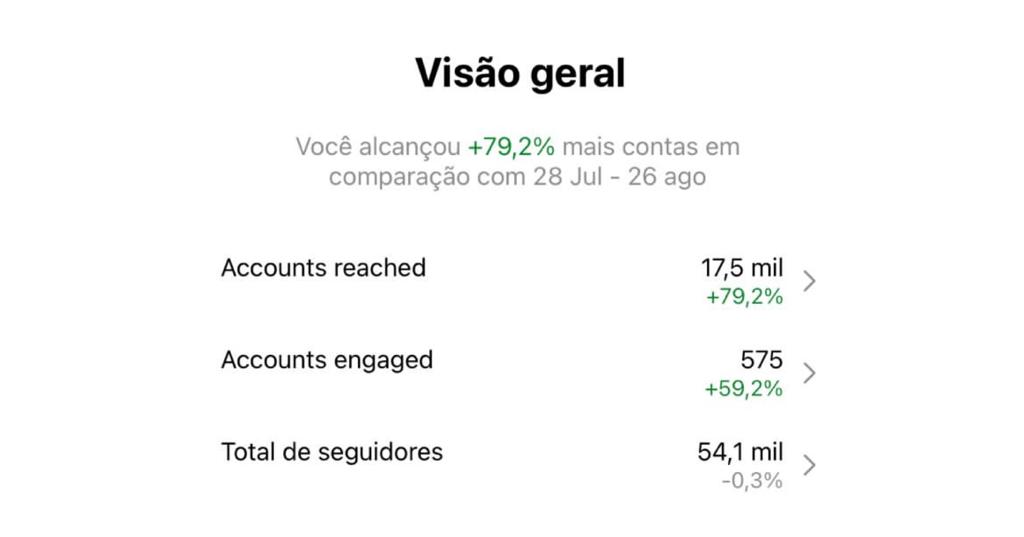 Visão geral
Você alcançou +79,2% mais contas em
comparação com 28 Jul - 26 ago
Accounts reached 17,5 mil
+79,2%
Accounts engaged 575
+59,2%
Total de seguidores 54,1 mil
-0,3%